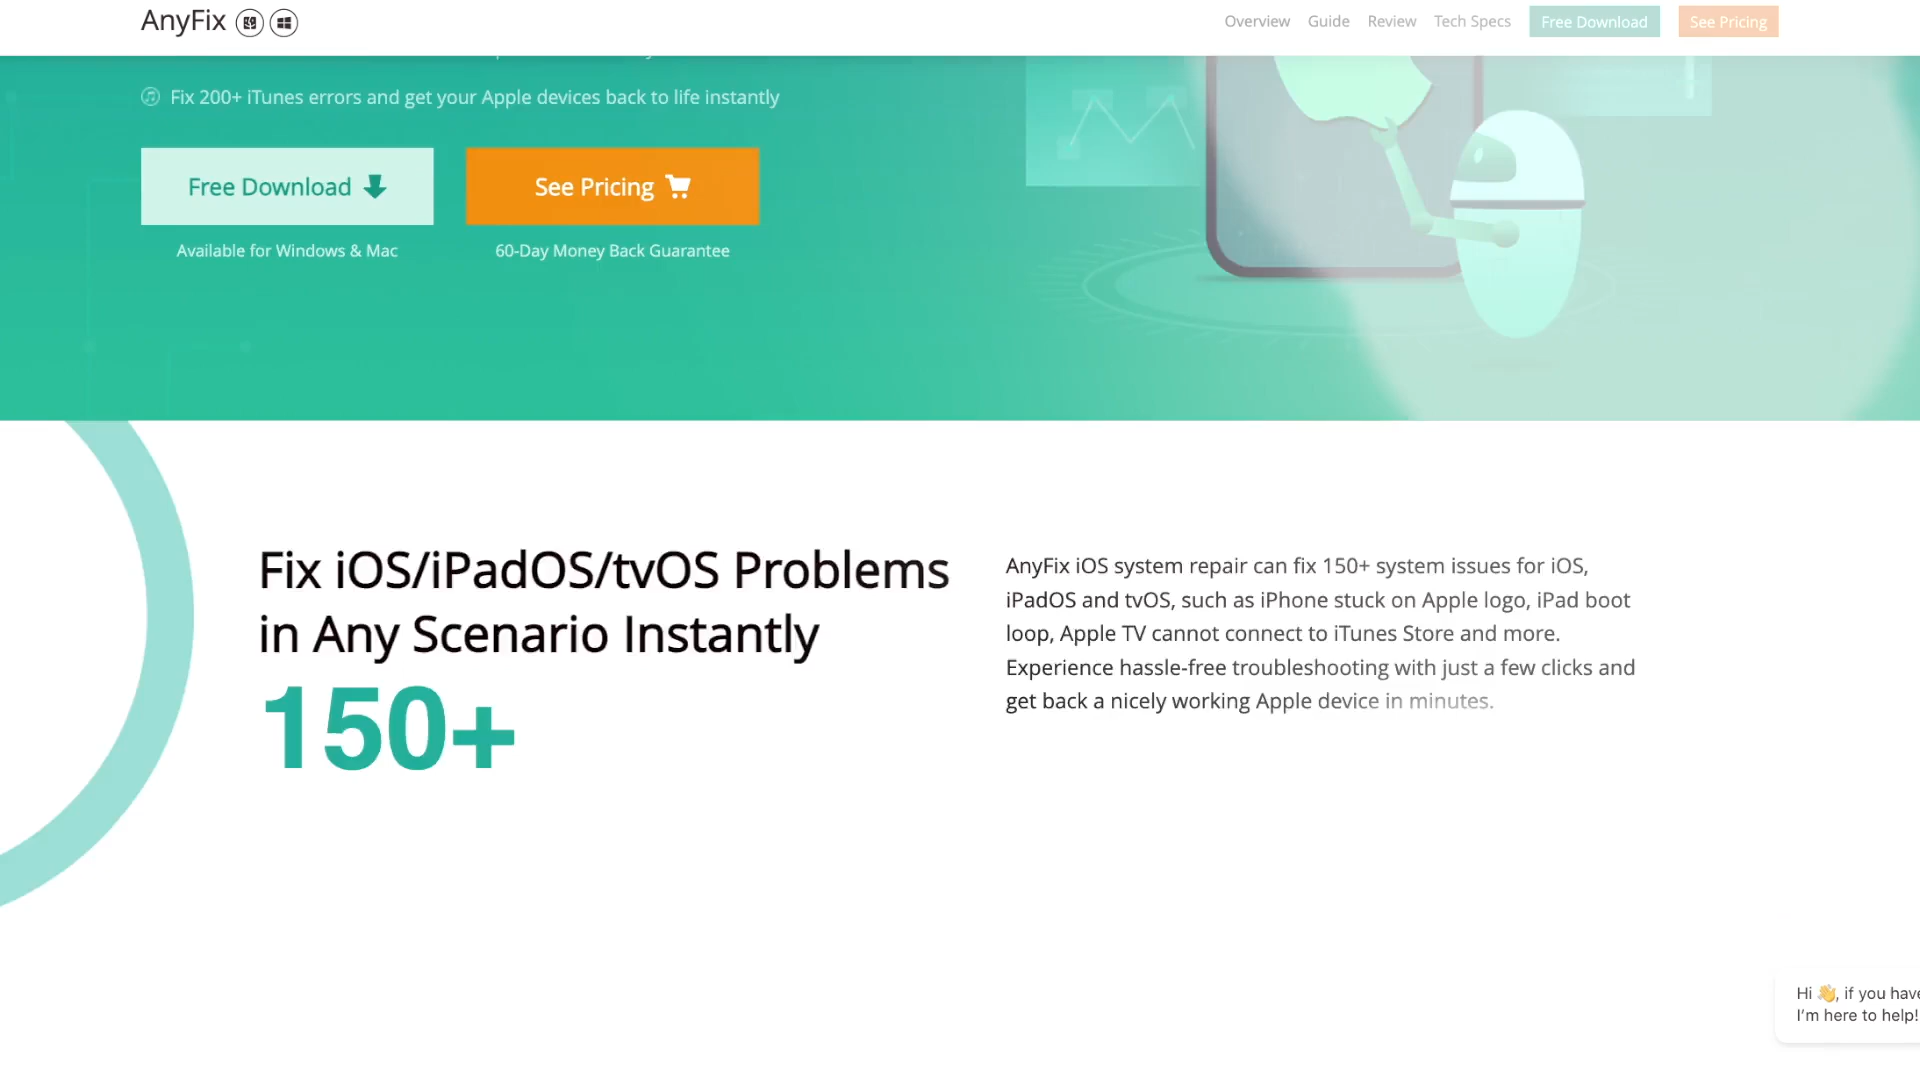 AnyFix
Overview
Guide
Review
Tech Specs
Free Download
See Pricing
Fix 200+ iTunes errors and get your Apple devices back to life instantly
Free Download
See Pricing
Available for Windows & Mac
60-Day Money Back Guarantee
Fix iOS/iPadOS/tvOS Problems
in Any Scenario Instantly
150+
AnyFix iOS system repair can fix 150+ system issues for iOS,
iPadOS and tvOS, such as iPhone stuck on Apple logo, iPad boot
loop, Apple TV cannot connect to iTunes Store and more.
Experience hassle-free troubleshooting with just a few clicks and
get back a nicely working Apple device in minutes.
Hi 👋, if you have
I'm here to help!